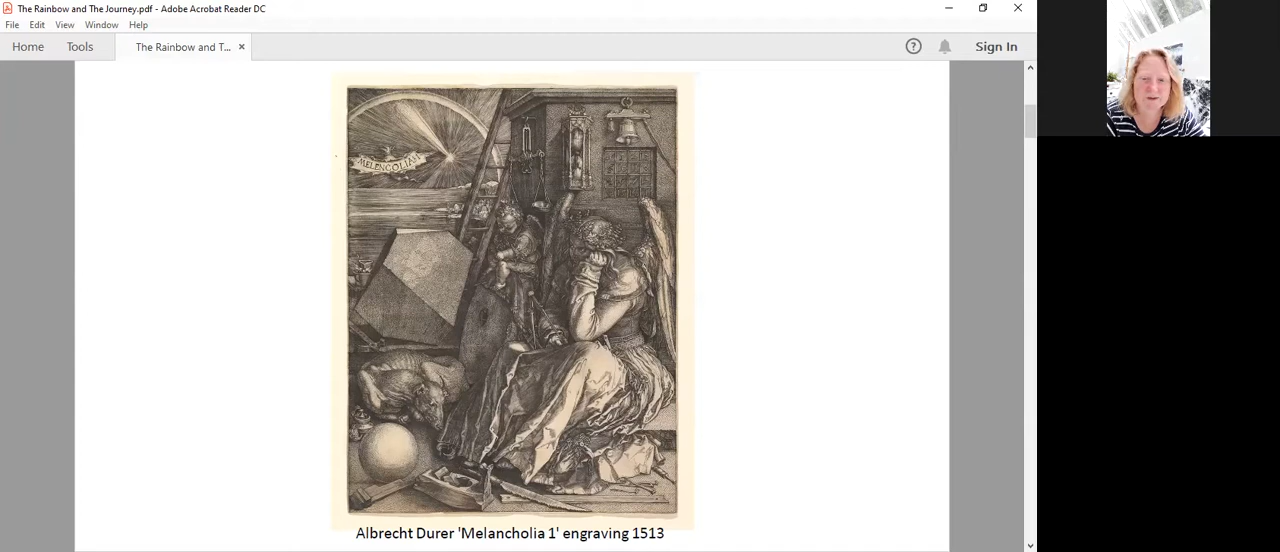 The Rainbow and The Journey.pdf - Adobe Acrobat Reader DC
File Edit View Window Help
Home Tools The Rainbow and T... × Sign In
MELENCOLIA I
Albrecht Durer 'Melancholia 1' engraving 1513